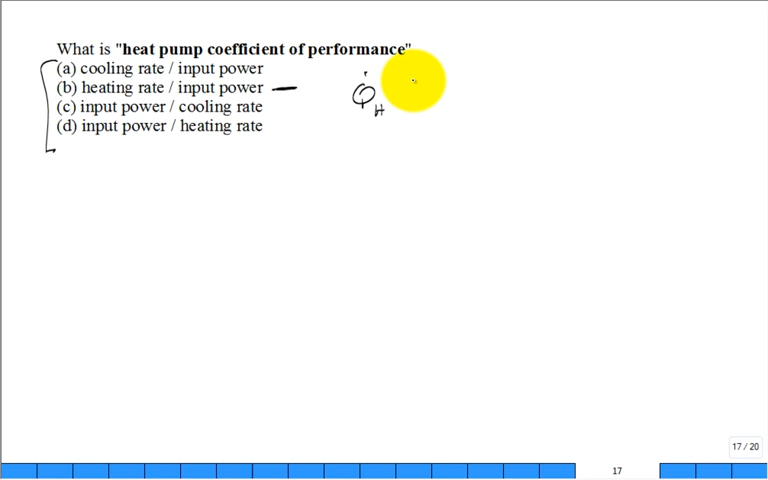 What is "heat pump coefficient of performance"
(a) cooling rate / input power
(b) heating rate / input power
(c) input power / cooling rate
(d) input power / heating rate
Q̇H
17 / 20
17